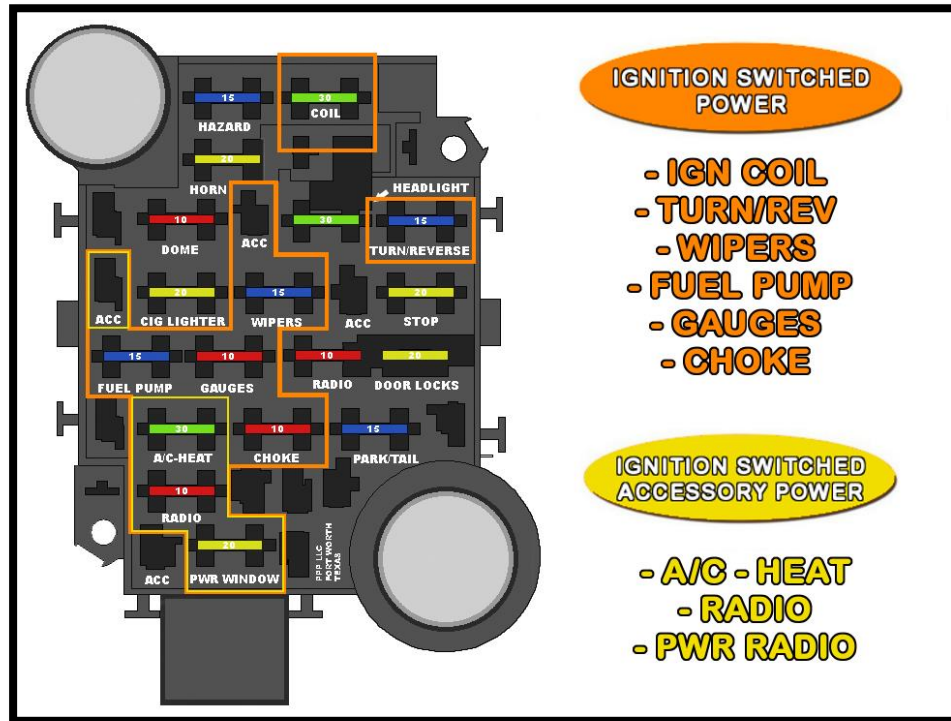 15
HAZARD
30
COIL
20
HORN
HEADLIGHT
10
DOME
ACC
30
15
TURN/REVERSE
ACC
20
CIG LIGHTER
15
WIPERS
ACC
20
STOP
15
FUEL PUMP
10
GAUGES
10
RADIO
20
DOOR LOCKS
30
A/C-HEAT
10
CHOKE
15
PARK/TAIL
10
RADIO
ACC
20
PWR WINDOW
PPP LLC
FORT WORTH
TEXAS
IGNITION SWITCHED
POWER
- IGN COIL
- TURN/REV
- WIPERS
- FUEL PUMP
- GAUGES
- CHOKE
IGNITION SWITCHED
ACCESSORY POWER
- A/C - HEAT
- RADIO
- PWR RADIO